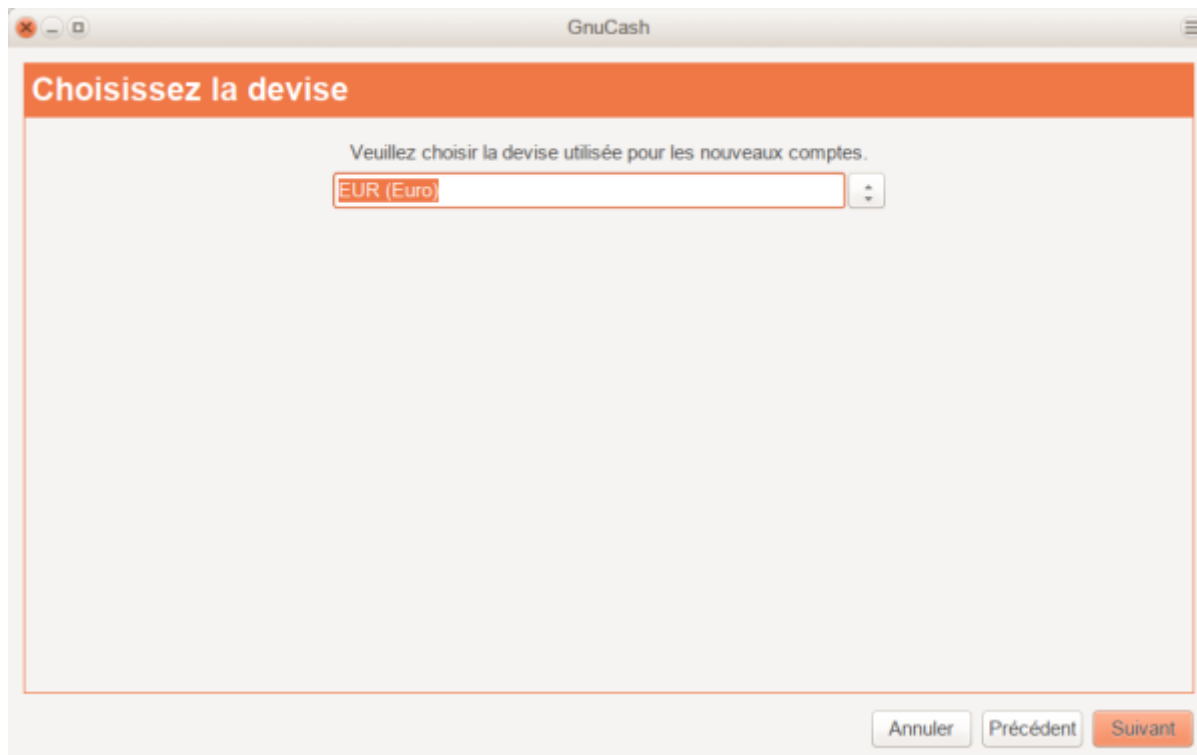 GnuCash
Choisissez la devise
Veuillez choisir la devise utilisée pour les nouveaux comptes.
EUR (Euro)
Annuler Précédent Suivant